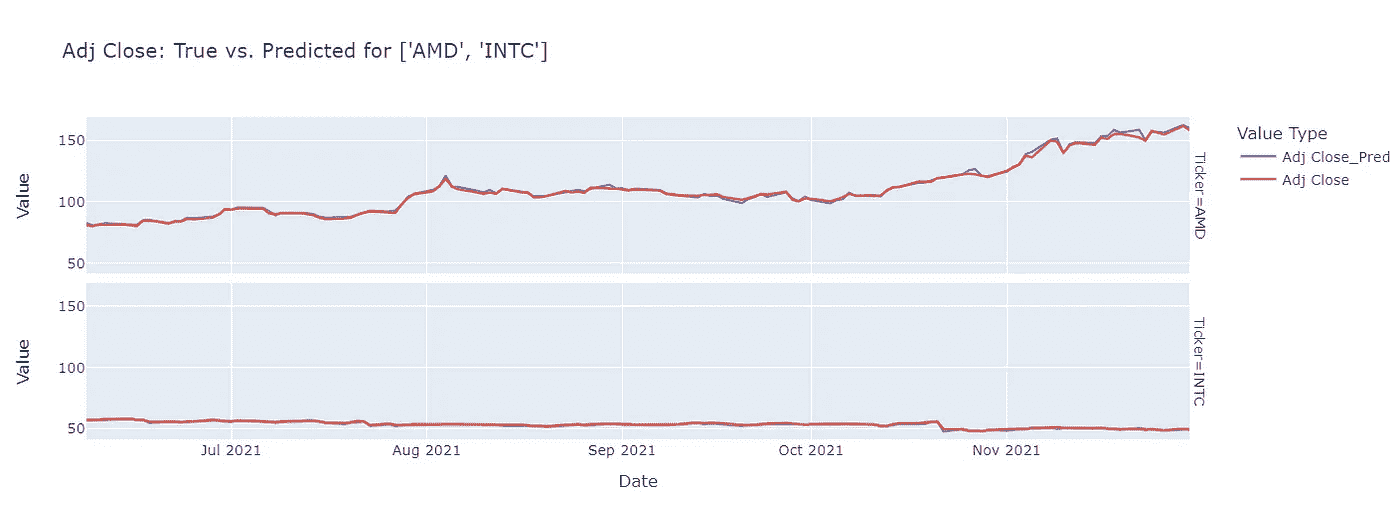 Adj Close: True vs. Predicted for ['AMD', 'INTC']
Value Type
Adj Close_Pred
Adj Close
Value
150
100
50
Ticker=AMD
Value
150
100
50
Ticker=INTC
Jul 2021
Aug 2021
Sep 2021
Oct 2021
Nov 2021
Date